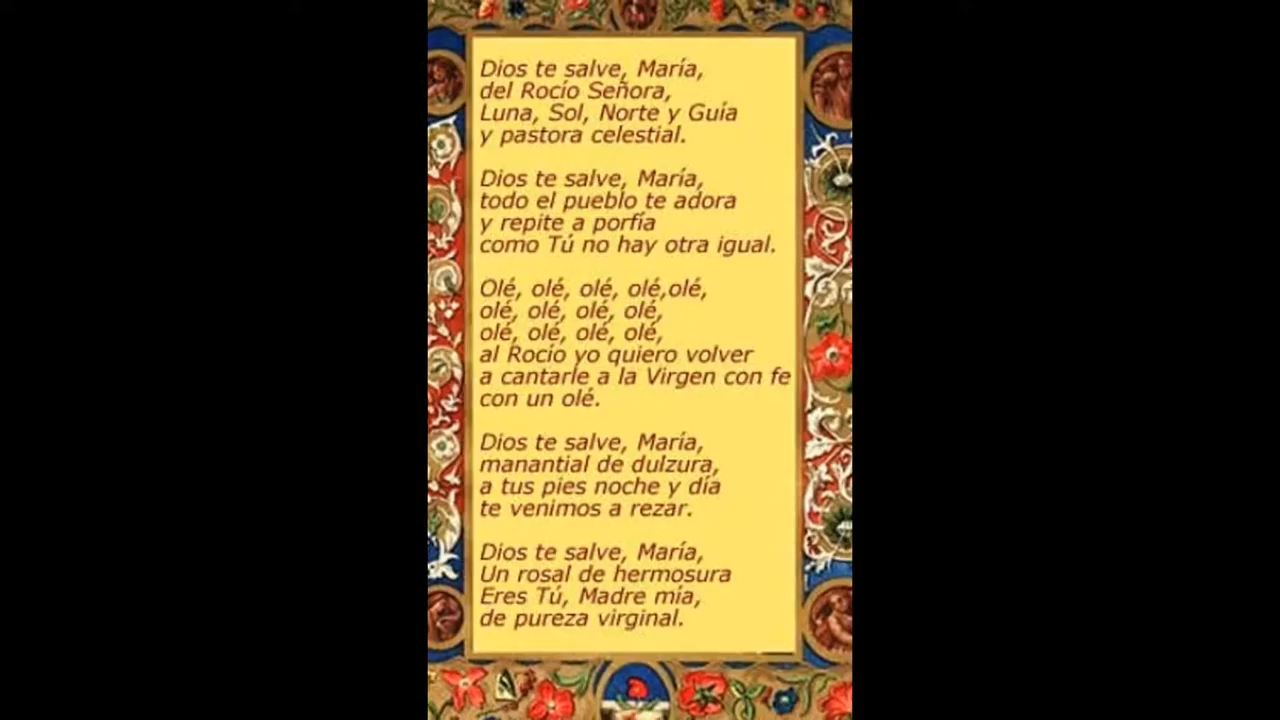 Dios te salve, María,
del Rocío Señora,
Luna, Sol, Norte y Guía
y pastora celestial.
Dios te salve, María,
todo el pueblo te adora
y repite a porfía
como Tú no hay otra igual.
Olé, olé, olé, olé,olé,
olé, olé, olé, olé,
olé, olé, olé, olé,
al Rocío yo quiero volver
a cantarle a la Virgen con fe
con un olé.
Dios te salve, María,
manantial de dulzura,
a tus pies noche y día
te venimos a rezar.
Dios te salve, María,
Un rosal de hermosura
Eres Tú, Madre mía,
de pureza virginal.